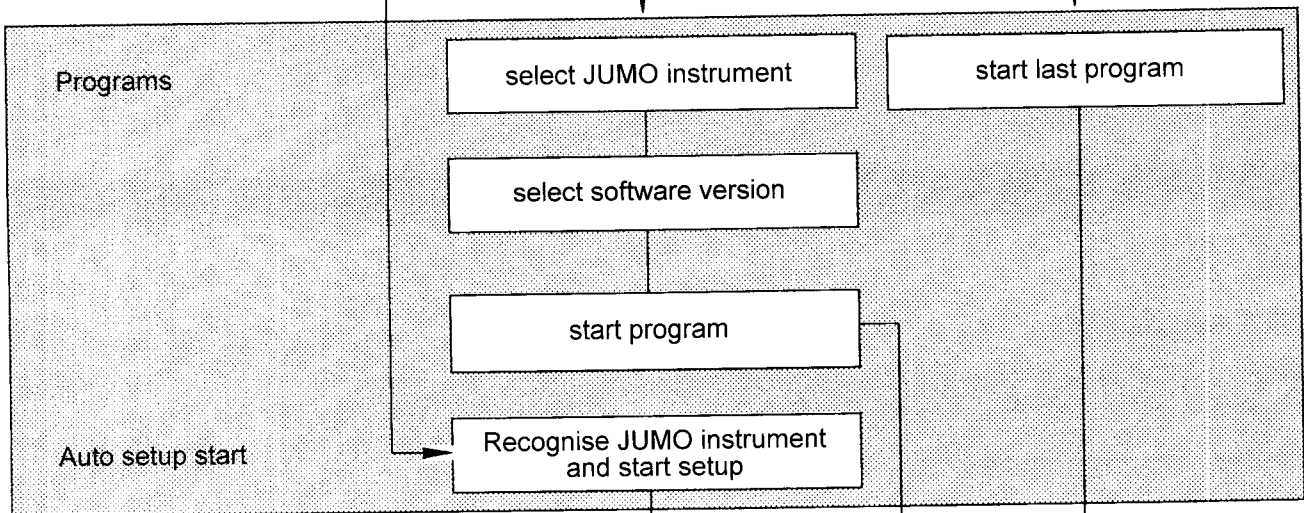 Programs
select JUMO instrument
start last program
select software version
start program
Auto setup start
Recognise JUMO instrument
and start setup